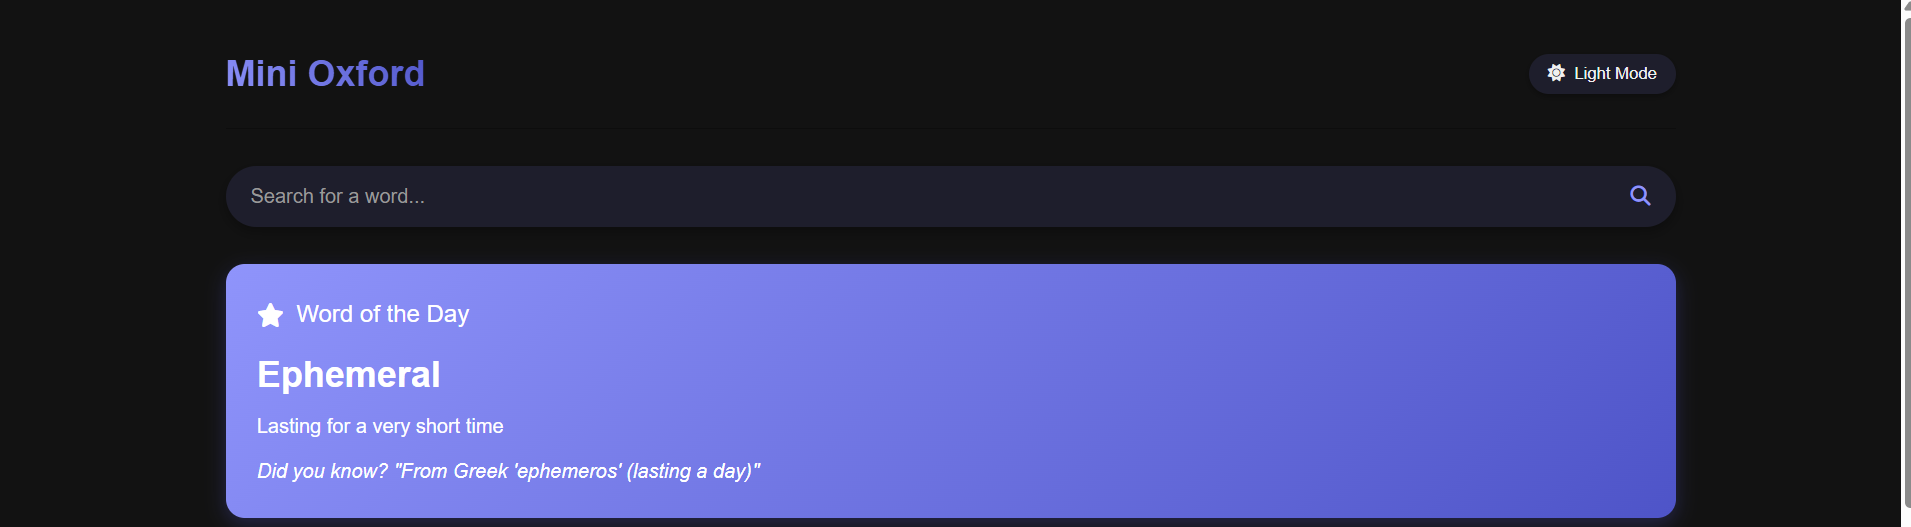 Mini Oxford
Light Mode
Search for a word...
Word of the Day
Ephemeral
Lasting for a very short time
Did you know? "From Greek 'ephemeros' (lasting a day)"